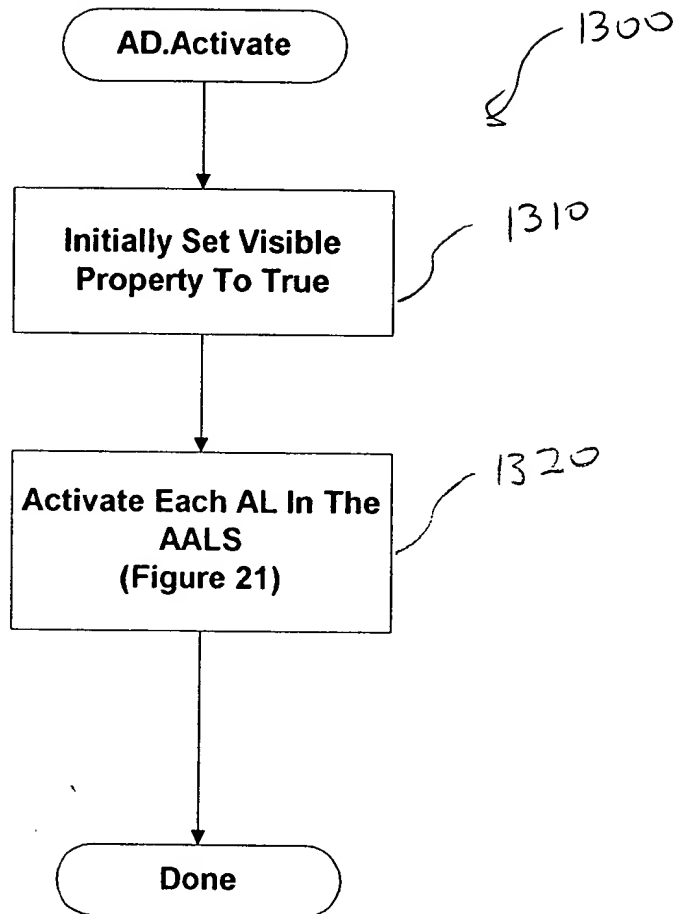 AD.Activate
1300
Initially Set Visible
Property To True
1310
Activate Each AL In The
AALS
(Figure 21)
1320
Done